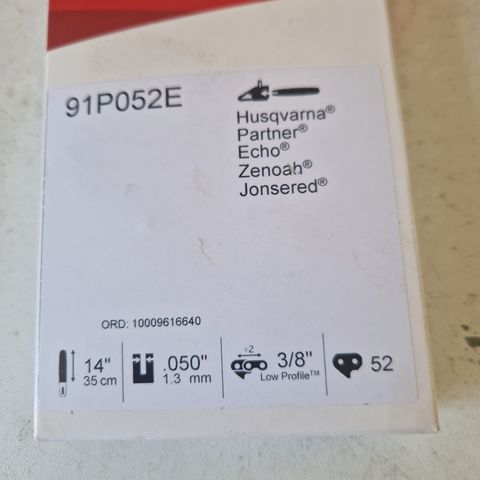 91P052E
Husqvarna®
Partner®
Echo®
Zenoah®
Jonsered®
ORD: 10009616640
14"
35 cm
.050"
1.3 mm
÷2
3/8"
Low Profile™
52